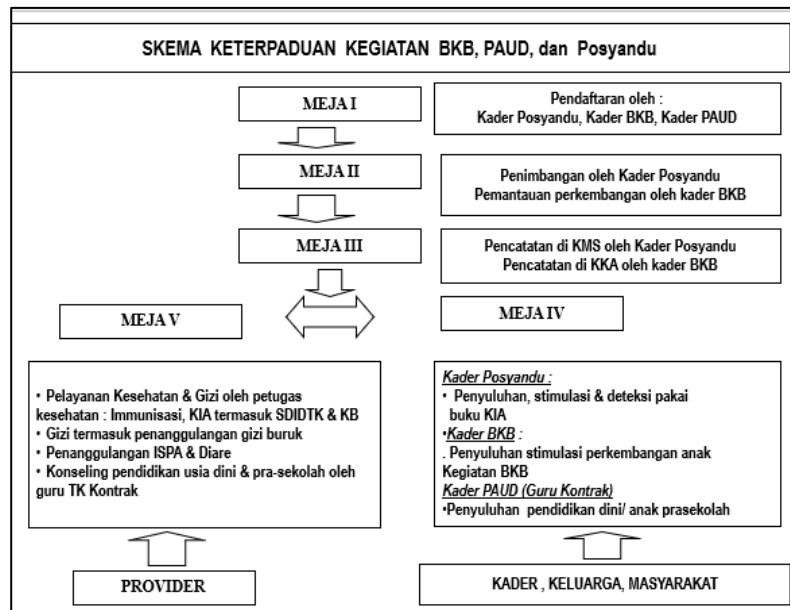 SKEMA KETERPADUAN KEGIATAN BKB, PAUD, dan Posyandu
MEJA I
Pendaftaran oleh :
Kader Posyandu, Kader BKB, Kader PAUD
MEJA II
Penimbangan oleh Kader Posyandu
Pemantauan perkembangan oleh kader BKB
MEJA III
Pencatatan di KMS oleh Kader Posyandu
Pencatatan di KKA oleh kader BKB
MEJA V
MEJA IV
• Pelayanan Kesehatan & Gizi oleh petugas
kesehatan : Immunisasi, KIA termasuk SDIDTK & KB
• Gizi termasuk penanggulangan gizi buruk
• Penanggulangan ISPA & Diare
• Konseling pendidikan usia dini & pra-sekolah oleh
guru TK Kontrak
Kader Posyandu :
• Penyuluhan, stimulasi & deteksi pakai
buku KIA
•Kader BKB :
. Penyuluhan stimulasi perkembangan anak
Kegiatan BKB
Kader PAUD (Guru Kontrak)
•Penyuluhan pendidikan dini/ anak prasekolah
PROVIDER
KADER , KELUARGA, MASYARAKAT